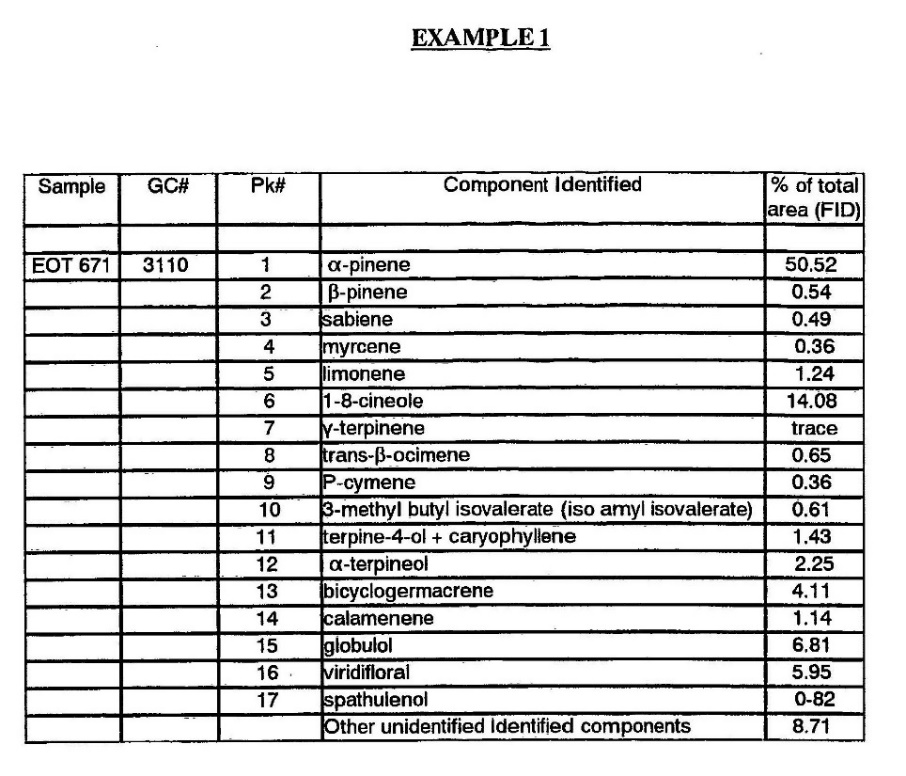 EXAMPLE 1
Sample GC# Pk# Component Identified % of total
area (FID)
EOT 671 3110 1 α-pinene 50.52
2 β-pinene 0.54
3 sabiene 0.49
4 myrcene 0.36
5 limonene 1.24
6 1-8-cineole 14.08
7 γ-terpinene trace
8 trans-β-ocimene 0.65
9 P-cymene 0.36
10 3-methyl butyl isovalerate (iso amyl isovalerate) 0.61
11 terpine-4-ol + caryophyllene 1.43
12 α-terpineol 2.25
13 bicyclogermacrene 4.11
14 calamenene 1.14
15 globulol 6.81
16 viridifloral 5.95
17 spathulenol 0-82
Other unidentified Identified components 8.71